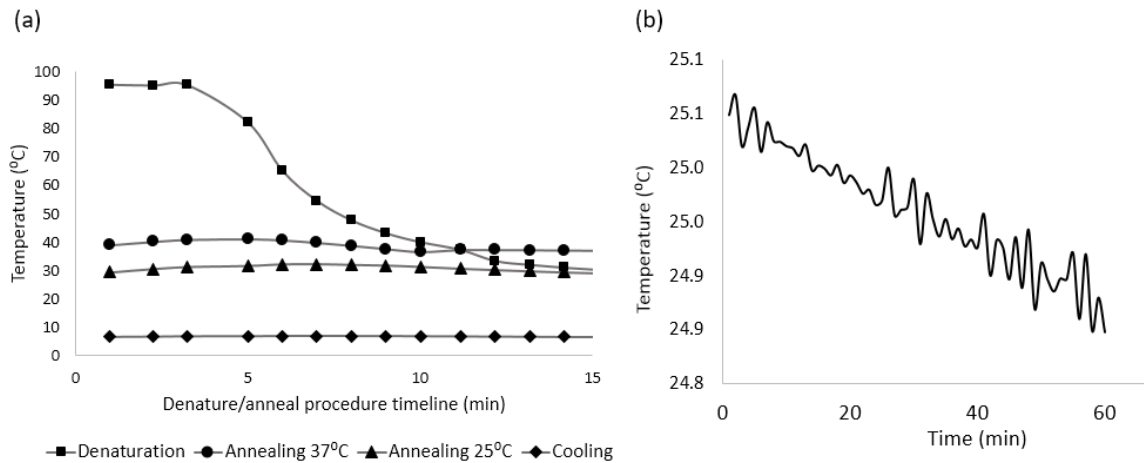 (a)
Temperature (⁰C)
100
90
80
70
60
50
40
30
20
10
0
0 5 10 15
Denature/anneal procedure timeline (min)
Denaturation Annealing 37⁰C Annealing 25⁰C Cooling
(b)
Temperature (⁰C)
25.1
25.1
25.0
25.0
24.9
24.9
24.8
0 20 40 60
Time (min)